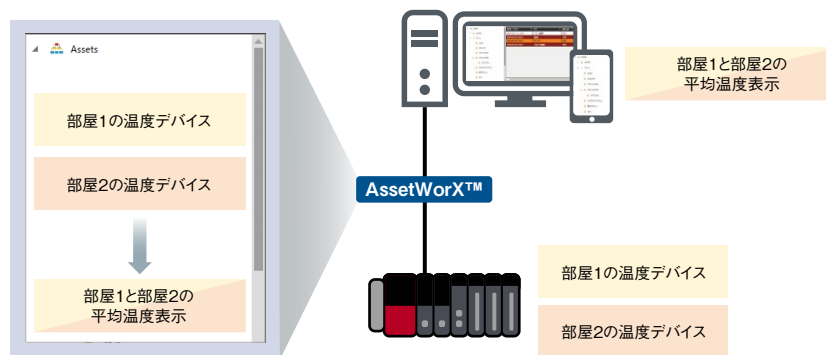 Assets
部屋1の温度デバイス
部屋2の温度デバイス
部屋1と部屋2の
平均温度表示
AssetWorX™
部屋1と部屋2の
平均温度表示
部屋1の温度デバイス
部屋2の温度デバイス